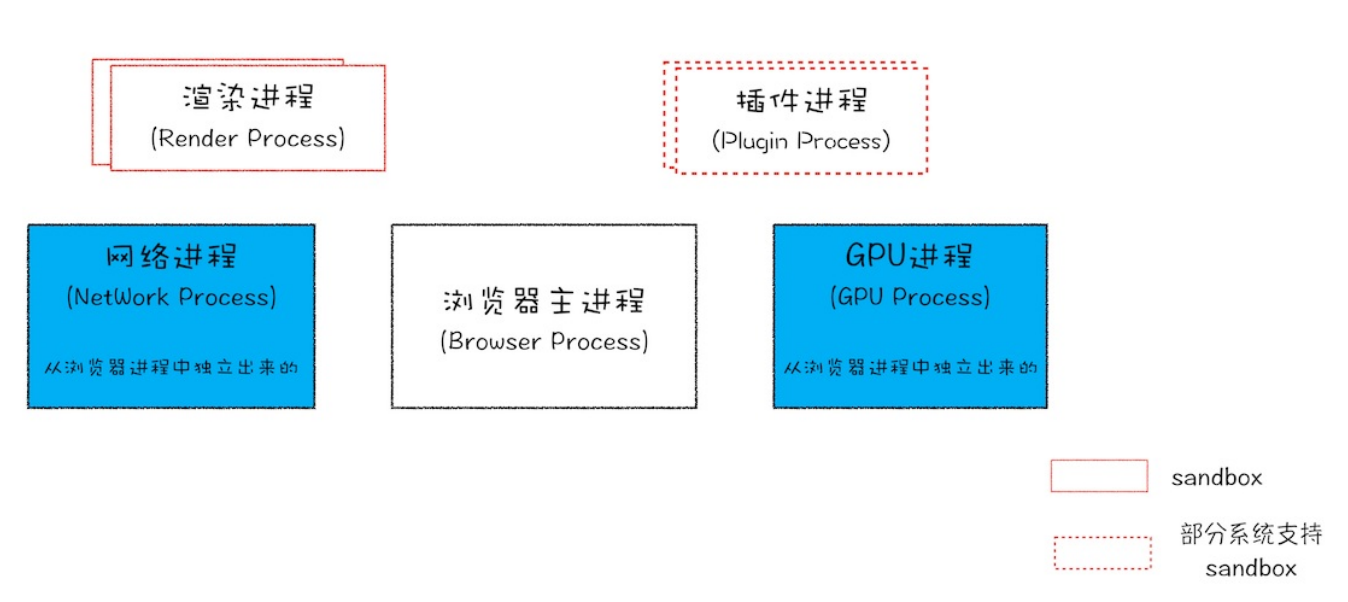 渲染进程
(Render Process)
插件进程
(Plugin Process)
网络进程
(NetWork Process)
从浏览器进程中独立出来的
浏览器主进程
(Browser Process)
GPU进程
(GPU Process)
从浏览器进程中独立出来的
sandbox
部分系统支持
sandbox